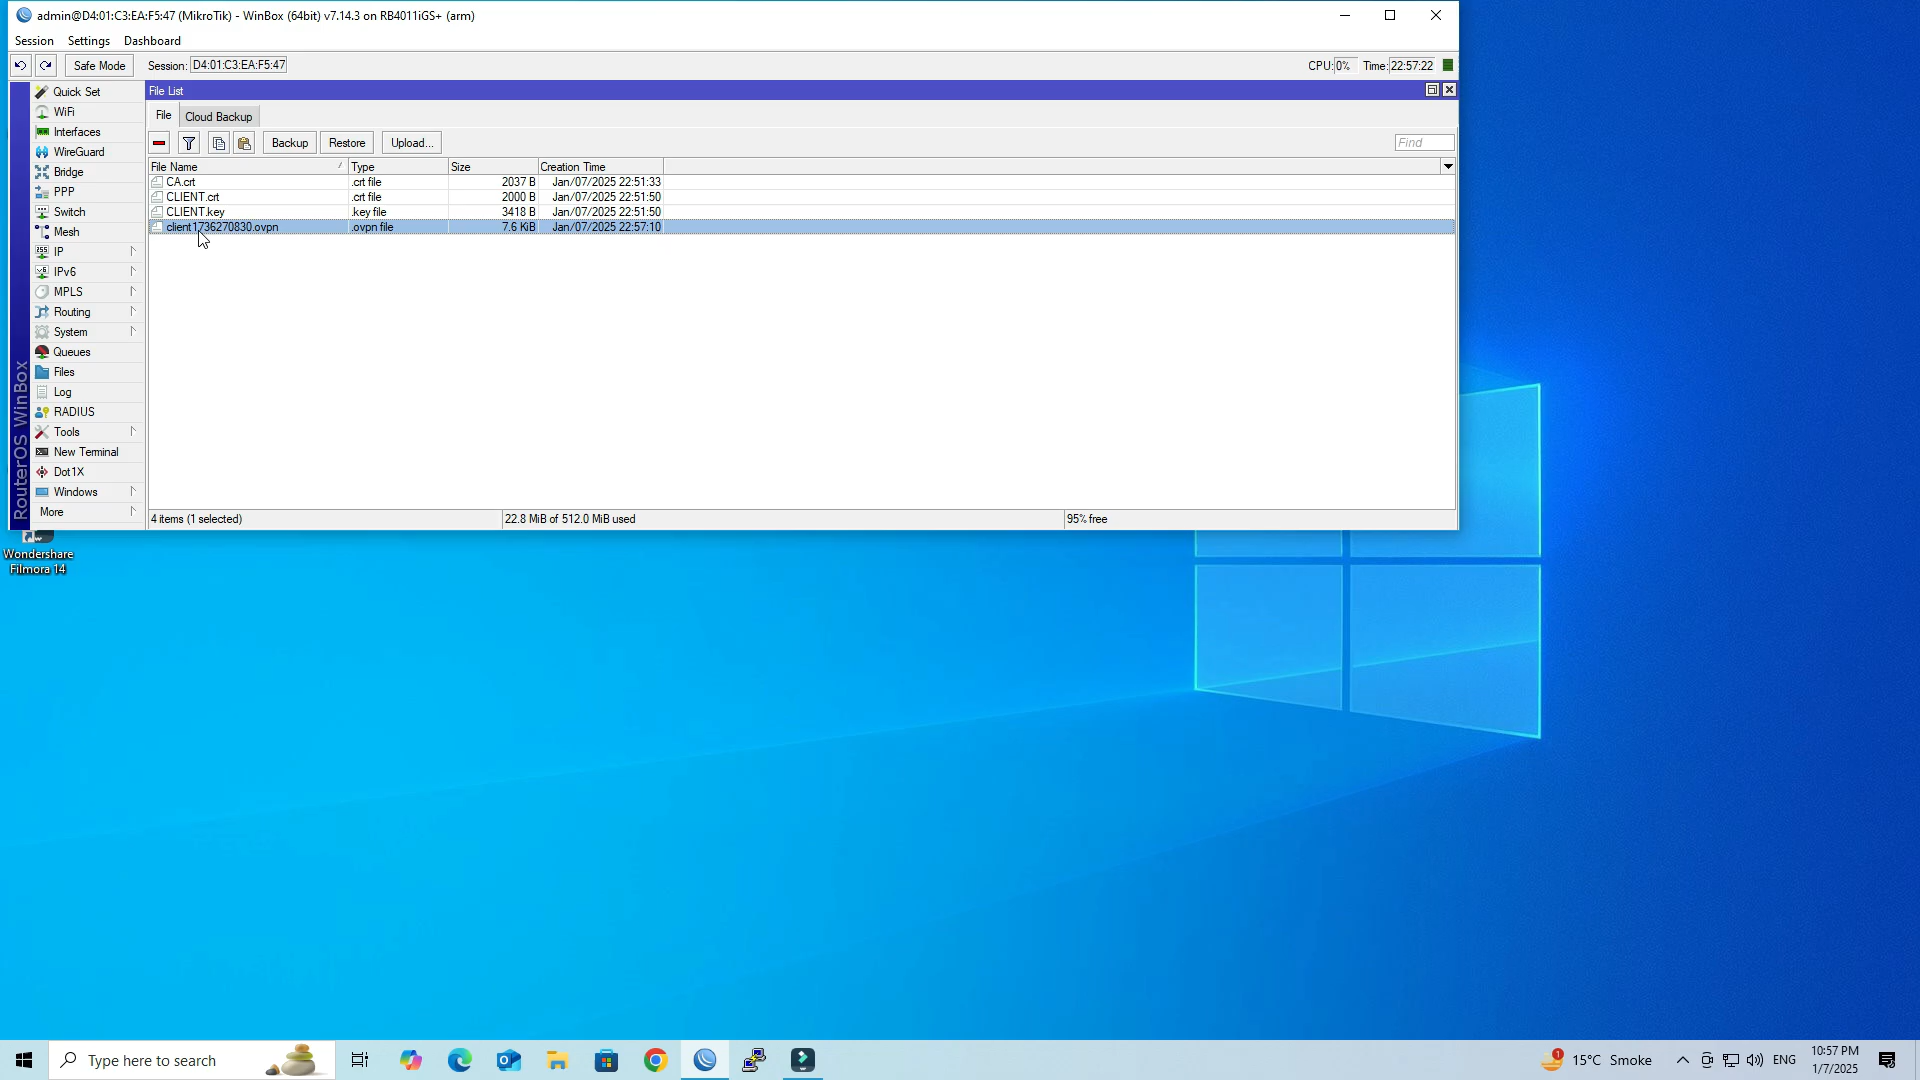 admin@D4:01:C3:EA:F5:47 (MikroTik) - WinBox (64bit) v7.14.3 on RB4011iGS+ (arm)
Session Settings Dashboard
Safe Mode Session: D4:01:C3:EA:F5:47 CPU: 0% Time: 22:57:22
File List
File Cloud Backup
Backup Restore Upload... Find
File Name Type Size Creation Time
CA.crt .crt file 2037 B Jan/07/2025 22:51:33
CLIENT.crt .crt file 2000 B Jan/07/2025 22:51:50
CLIENT.key .key file 3418 B Jan/07/2025 22:51:50
client1736270830.ovpn .ovpn file 7.6 KiB Jan/07/2025 22:57:10
4 items (1 selected) 22.8 MiB of 512.0 MiB used 95% free
RouterOS WinBox
Quick Set
WiFi
Interfaces
WireGuard
Bridge
PPP
Switch
Mesh
IP
IPv6
MPLS
Routing
System
Queues
Files
Log
RADIUS
Tools
New Terminal
Dot1X
Windows
More
Wondershare
Filmora 14
Type here to search
1
15°C Smoke
ENG
10:57 PM
1/7/2025